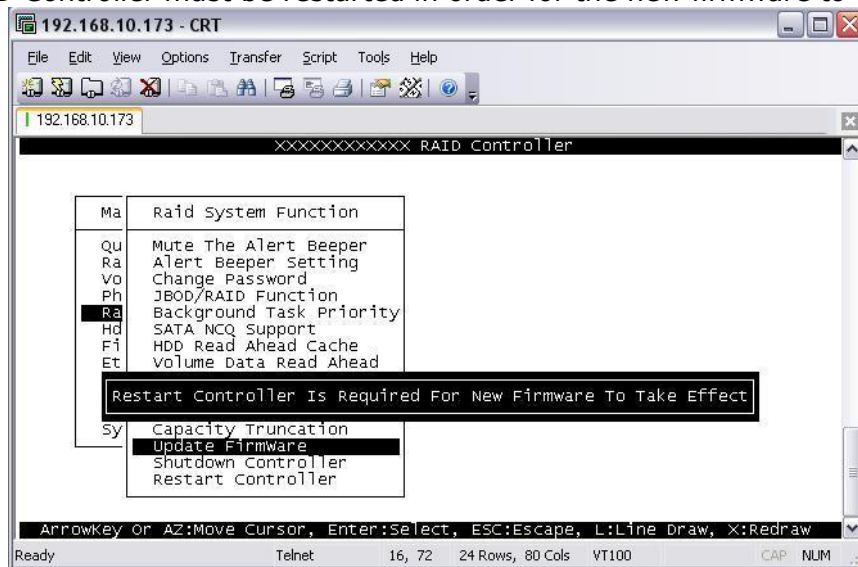 Controller must be restarted in order for the new firmware to
192.168.10.173 - CRT
File Edit View Options Transfer Script Tools Help
192.168.10.173
XXXXXXXXXXXX RAID Controller
Ma
Raid System Function
Qu
Mute The Alert Beeper
Ra
Alert Beeper Setting
Vo
Change Password
Ph
JBOD/RAID Function
Ra
Background Task Priority
Hd
SATA NCQ Support
Fi
HDD Read Ahead Cache
Et
Volume Data Read Ahead
Restart Controller Is Required For New Firmware To Take Effect
Sy
Capacity Truncation
Update FirmWare
Shutdown Controller
Restart Controller
ArrowKey Or AZ:Move Cursor, Enter:Select, ESC:Escape, L:Line Draw, X:Redraw
Ready Telnet 16, 72 24 Rows, 80 Cols VT100 CAP NUM